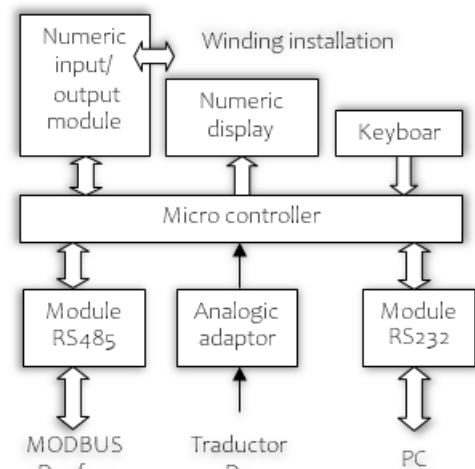 Numeric
input/
output
module
Winding installation
Numeric
display
Keyboar
Micro controller
Module
RS485
Analogic
adaptor
Module
RS232
MODBUS
Traductor
PC